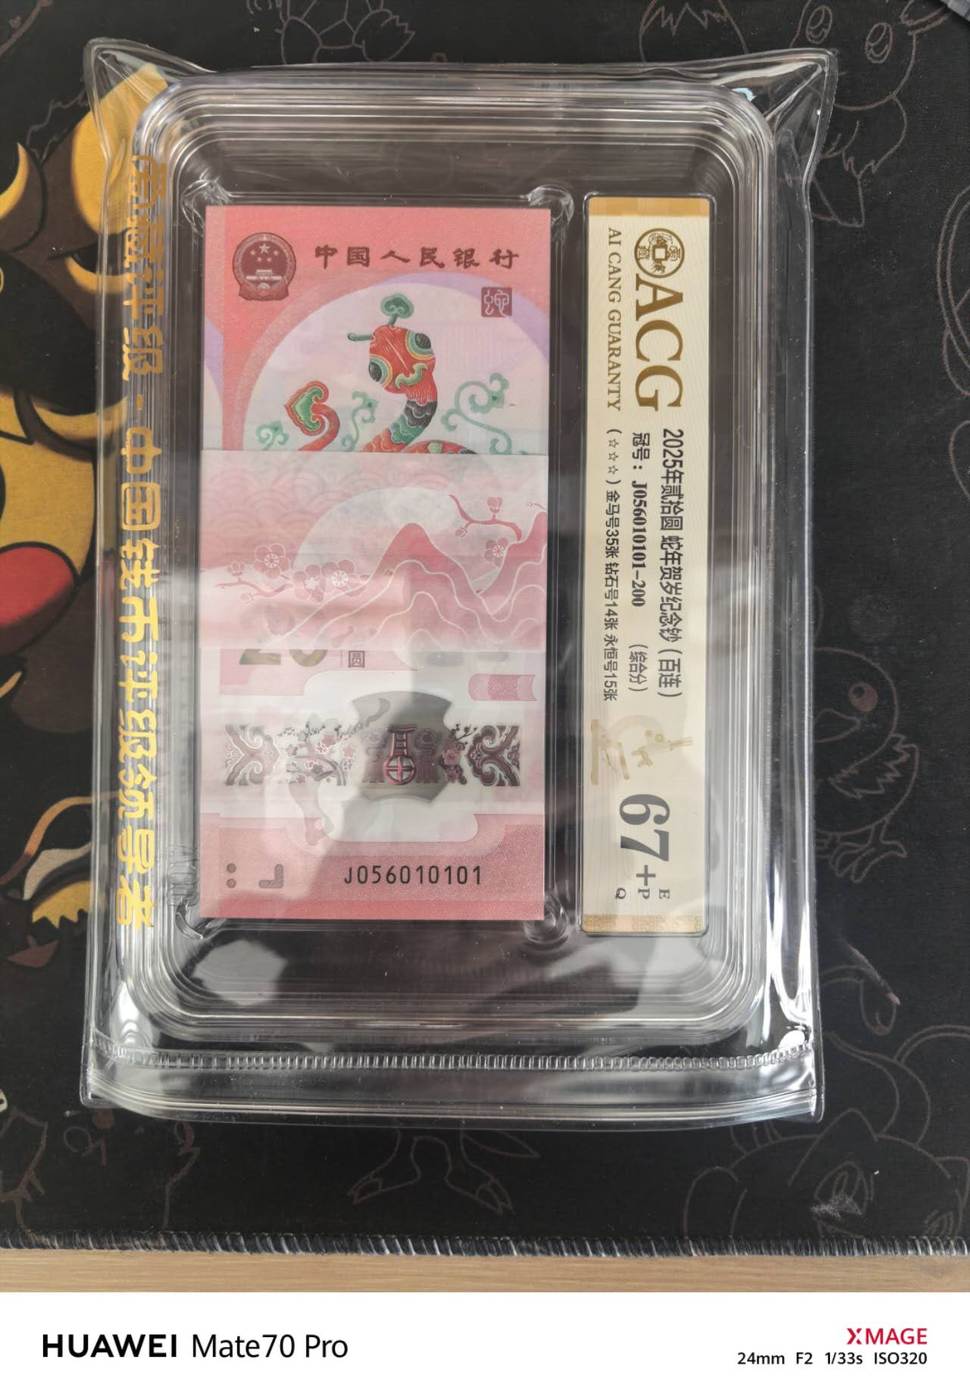 爱藏评级-中国钱币评级领导者
中国人民银行
20
圆
J056010101
ACG
AI CANG GUARANTY
2025年贰拾圆 蛇年贺岁纪念钞（百连）
冠号：J056010101-200 （综合分）
（☆☆☆）金马号35张 钻石号14张 永恒号15张
67+
E
P
Q
HUAWEI Mate70 Pro
XMAGE
24mm F2 1/33s ISO320